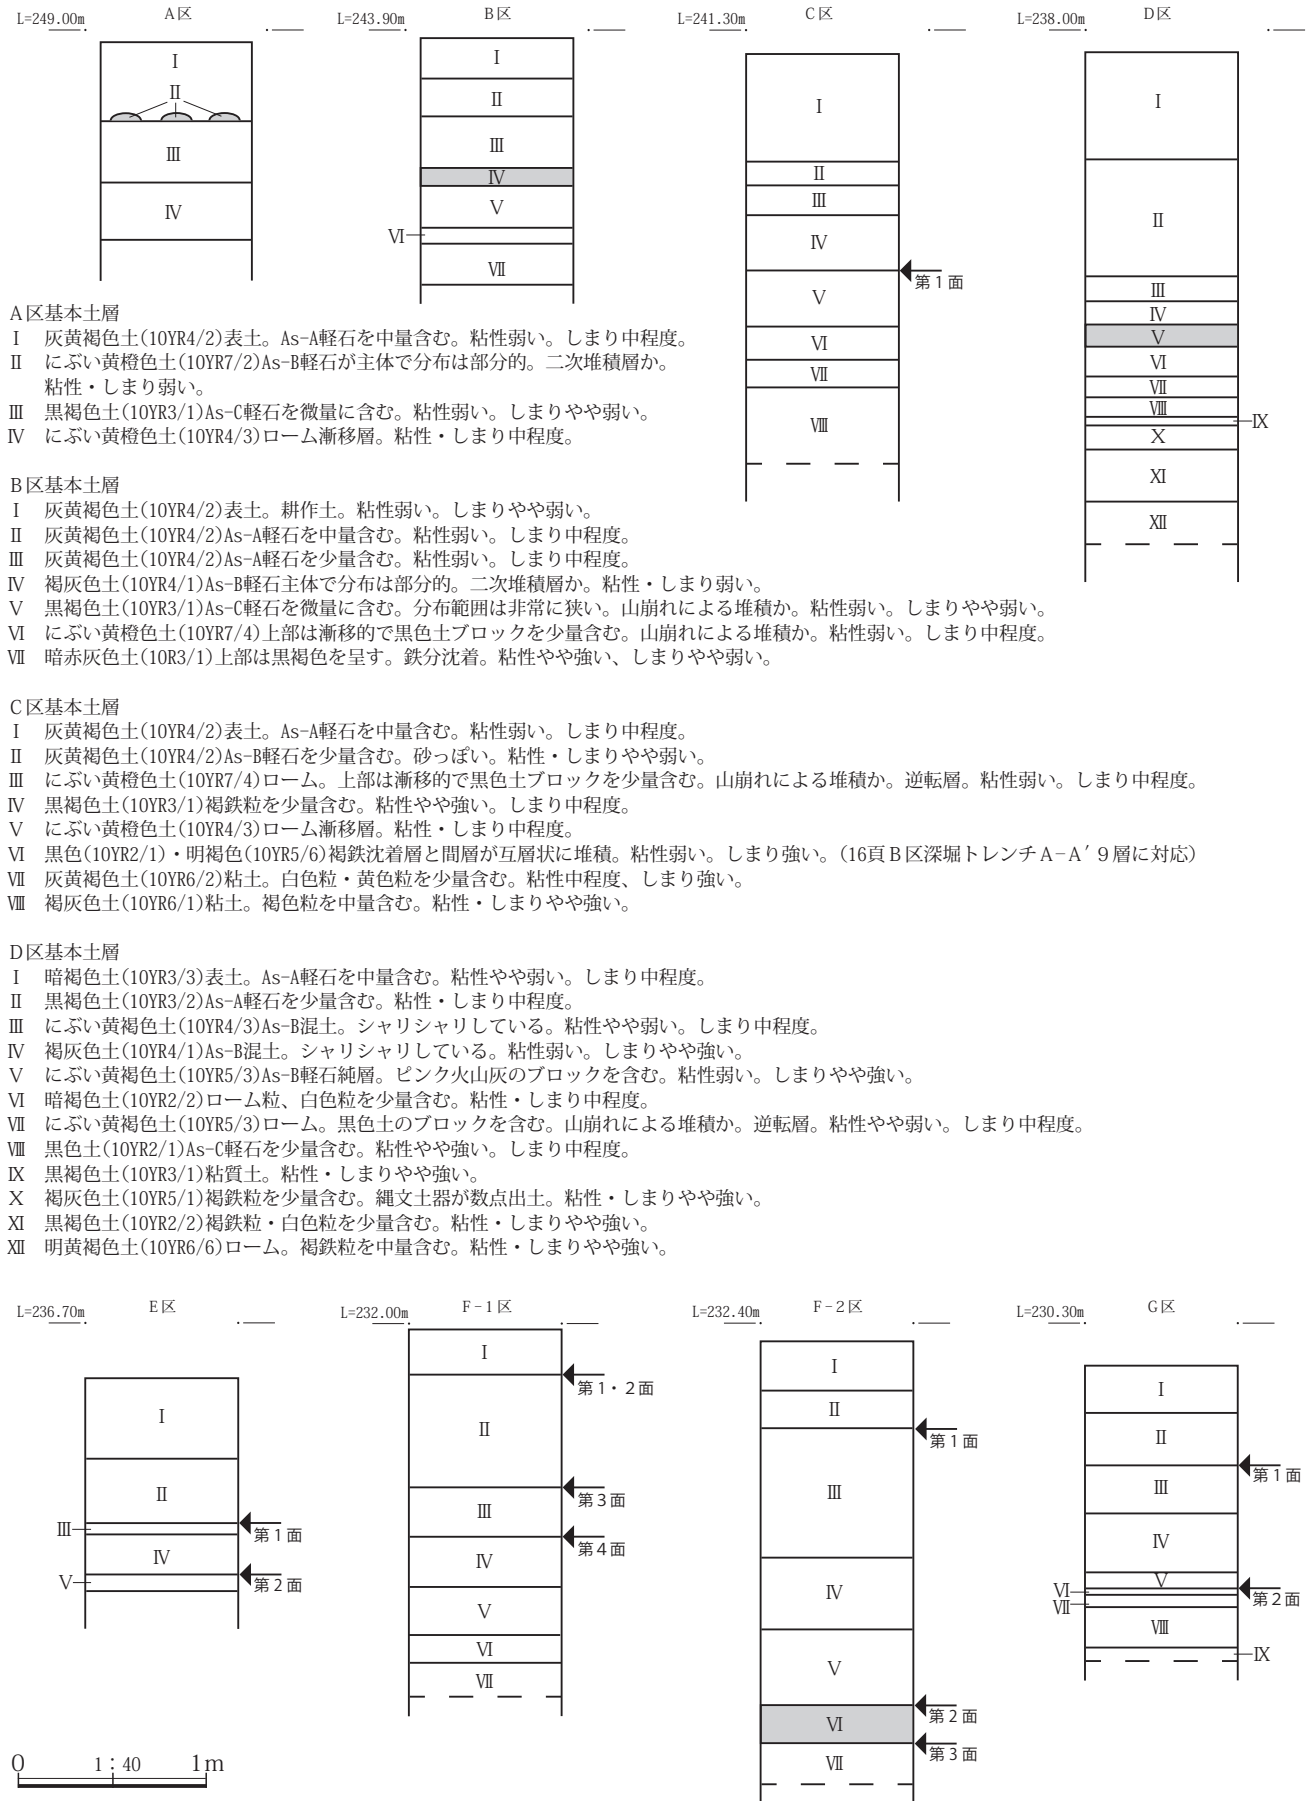 L=249.00m
A区
Ⅰ
Ⅱ
Ⅲ
Ⅳ
L=243.90m
B区
Ⅰ
Ⅱ
Ⅲ
Ⅳ
Ⅴ
Ⅵ
Ⅶ
L=241.30m
C区
Ⅰ
Ⅱ
Ⅲ
Ⅳ
第1面
Ⅴ
Ⅵ
Ⅶ
Ⅷ
L=238.00m
D区
Ⅰ
Ⅱ
Ⅲ
Ⅳ
Ⅴ
Ⅵ
Ⅶ
Ⅷ
Ⅸ
Ⅹ
Ⅺ
Ⅻ
A区基本土層
Ⅰ 灰黄褐色土(10YR4/2)表土。As-A軽石を中量含む。粘性弱い。しまり中程度。
Ⅱ にぶい黄橙色土(10YR7/2)As-B軽石が主体で分布は部分的。二次堆積層か。
粘性・しまり弱い。
Ⅲ 黒褐色土(10YR3/1)As-C軽石を微量に含む。粘性弱い。しまりやや弱い。
Ⅳ にぶい黄橙色土(10YR4/3)ローム漸移層。粘性・しまり中程度。
B区基本土層
Ⅰ 灰黄褐色土(10YR4/2)表土。耕作土。粘性弱い。しまりやや弱い。
Ⅱ 灰黄褐色土(10YR4/2)As-A軽石を中量含む。粘性弱い。しまり中程度。
Ⅲ 灰黄褐色土(10YR4/2)As-A軽石を少量含む。粘性弱い。しまり中程度。
Ⅳ 褐灰色土(10YR4/1)As-B軽石主体で分布は部分的。二次堆積層か。粘性・しまり弱い。
Ⅴ 黒褐色土(10YR3/1)As-C軽石を微量に含む。分布範囲は非常に狭い。山崩れによる堆積か。粘性弱い。しまりやや弱い。
Ⅵ にぶい黄橙色土(10YR7/4)上部は漸移的で黒色土ブロックを少量含む。山崩れによる堆積か。粘性弱い。しまり中程度。
Ⅶ 暗赤灰色土(10R3/1)上部は黒褐色を呈す。鉄分沈着。粘性やや強い、しまりやや弱い。
C区基本土層
Ⅰ 灰黄褐色土(10YR4/2)表土。As-A軽石を中量含む。粘性弱い。しまり中程度。
Ⅱ 灰黄褐色土(10YR4/2)As-B軽石を少量含む。砂っぽい。粘性・しまりやや弱い。
Ⅲ にぶい黄橙色土(10YR7/4)ローム。上部は漸移的で黒色土ブロックを少量含む。山崩れによる堆積か。逆転層。粘性弱い。しまり中程度。
Ⅳ 黒褐色土(10YR3/1)褐鉄粒を少量含む。粘性やや強い。しまり中程度。
Ⅴ にぶい黄橙色土(10YR4/3)ローム漸移層。粘性・しまり中程度。
Ⅵ 黒色(10YR2/1)・明褐色(10YR5/6)褐鉄沈着層と間層が互層状に堆積。粘性弱い。しまり強い。(16頁B区深堀トレンチA-A′9層に対応)
Ⅶ 灰黄褐色土(10YR6/2)粘土。白色粒・黄色粒を少量含む。粘性中程度、しまり強い。
Ⅷ 褐灰色土(10YR6/1)粘土。褐色粒を中量含む。粘性・しまりやや強い。
D区基本土層
Ⅰ 暗褐色土(10YR3/3)表土。As-A軽石を中量含む。粘性やや弱い。しまり中程度。
Ⅱ 黒褐色土(10YR3/2)As-A軽石を少量含む。粘性・しまり中程度。
Ⅲ にぶい黄褐色土(10YR4/3)As-B混土。シャリシャリしている。粘性やや弱い。しまり中程度。
Ⅳ 褐灰色土(10YR4/1)As-B混土。シャリシャリしている。粘性弱い。しまりやや強い。
Ⅴ にぶい黄褐色土(10YR5/3)As-B軽石純層。ピンク火山灰のブロックを含む。粘性弱い。しまりやや強い。
Ⅵ 暗褐色土(10YR2/2)ローム粒、白色粒を少量含む。粘性・しまり中程度。
Ⅶ にぶい黄褐色土(10YR5/3)ローム。黒色土のブロックを含む。山崩れによる堆積か。逆転層。粘性やや弱い。しまり中程度。
Ⅷ 黒色土(10YR2/1)As-C軽石を少量含む。粘性やや強い。しまり中程度。
Ⅸ 黒褐色土(10YR3/1)粘質土。粘性・しまりやや強い。
Ⅹ 褐灰色土(10YR5/1)褐鉄粒を少量含む。縄文土器が数点出土。粘性・しまりやや強い。
Ⅺ 黒褐色土(10YR2/2)褐鉄粒・白色粒を少量含む。粘性・しまりやや強い。
Ⅻ 明黄褐色土(10YR6/6)ローム。褐鉄粒を中量含む。粘性・しまりやや強い。
L=236.70m
E区
Ⅰ
Ⅱ
第1面
Ⅲ
Ⅳ
第2面
Ⅴ
L=232.00m
F-1区
Ⅰ
第1・2面
Ⅱ
第3面
Ⅲ
第4面
Ⅳ
Ⅴ
Ⅵ
Ⅶ
L=232.40m
F-2区
Ⅰ
Ⅱ
第1面
Ⅲ
Ⅳ
Ⅴ
第2面
Ⅵ
第3面
Ⅶ
L=230.30m
G区
Ⅰ
Ⅱ
第1面
Ⅲ
Ⅳ
Ⅴ
第2面
Ⅵ
Ⅶ
Ⅷ
Ⅸ
0 1：40 1m